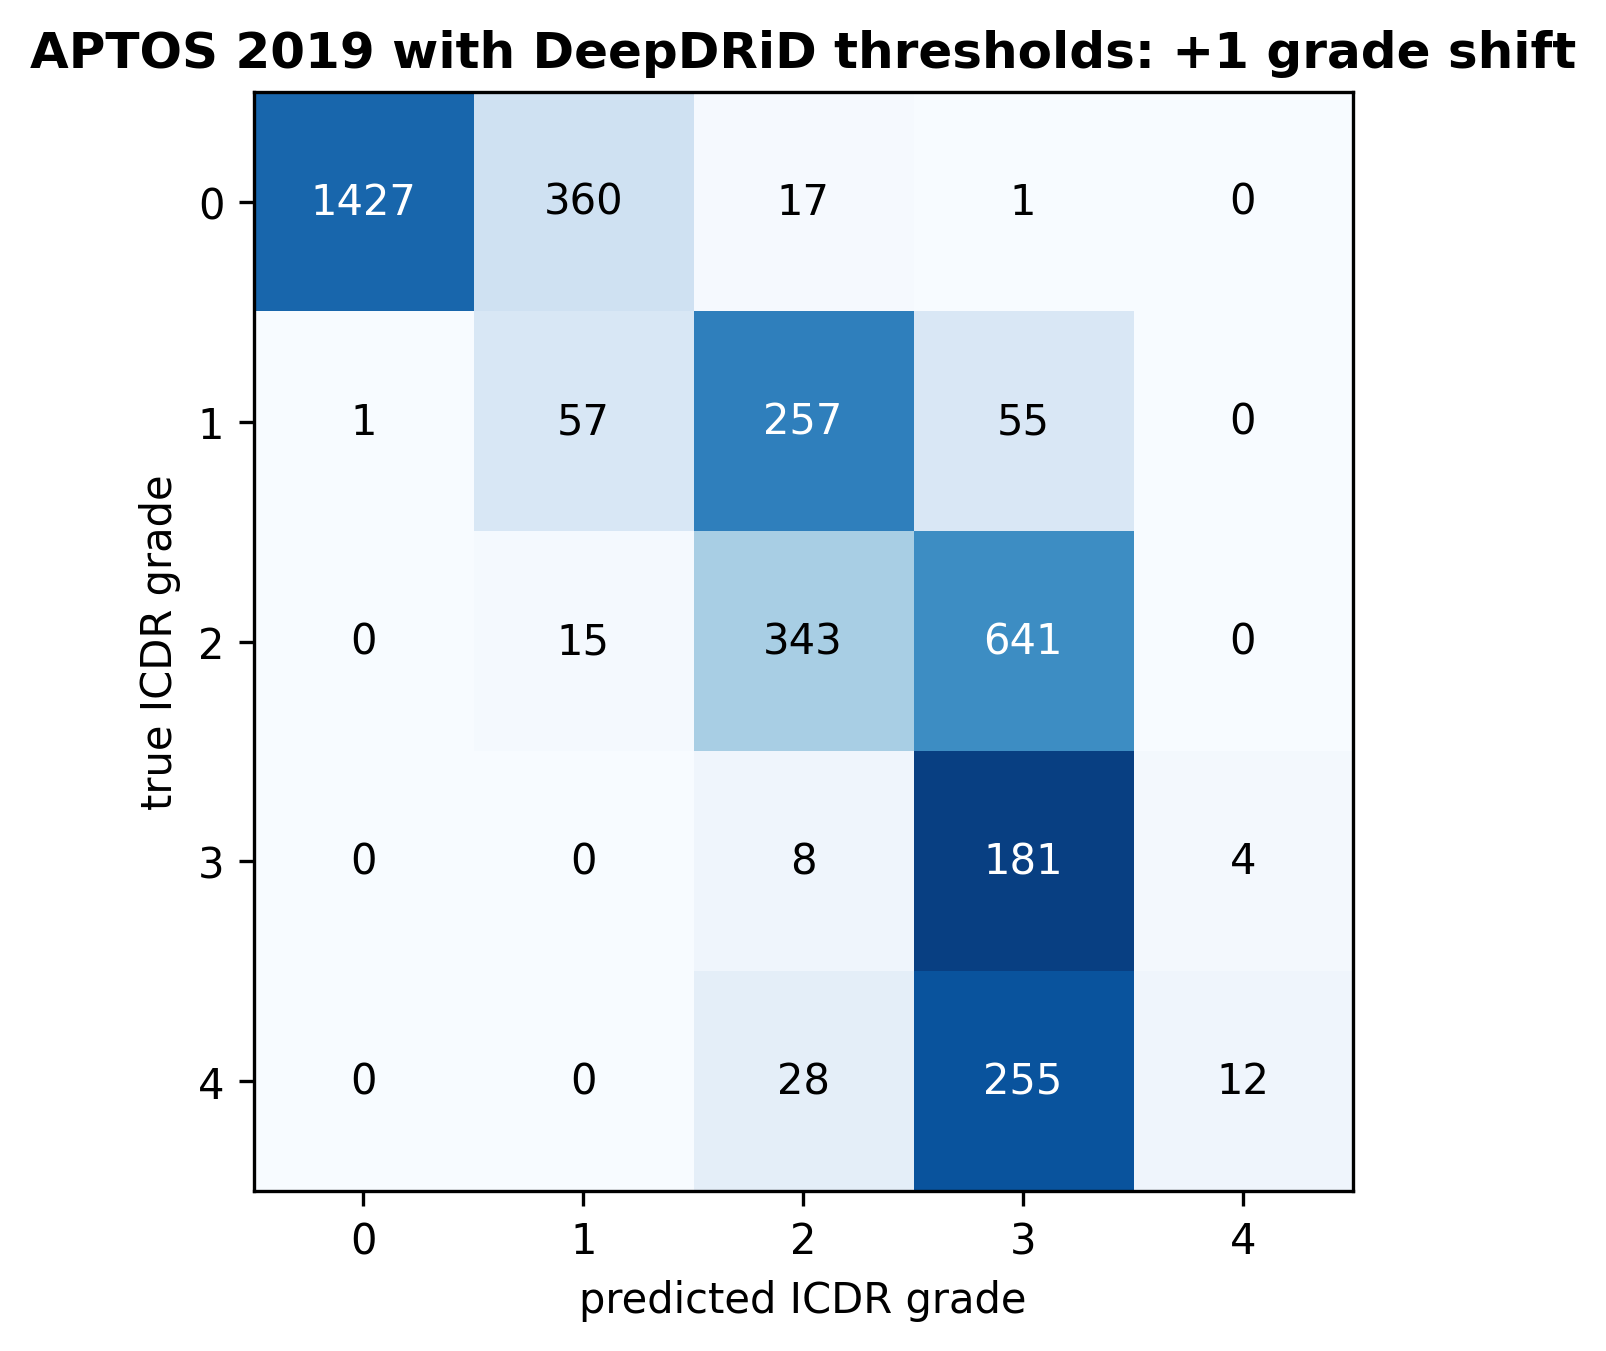 APTOS 2019 with DeepDRiD thresholds: +1 grade shift
0 1427 360 17 1 0
1 1 57 257 55 0
2 0 15 343 641 0
3 0 0 8 181 4
4 0 0 28 255 12
0 1 2 3 4
predicted ICDR grade
true ICDR grade